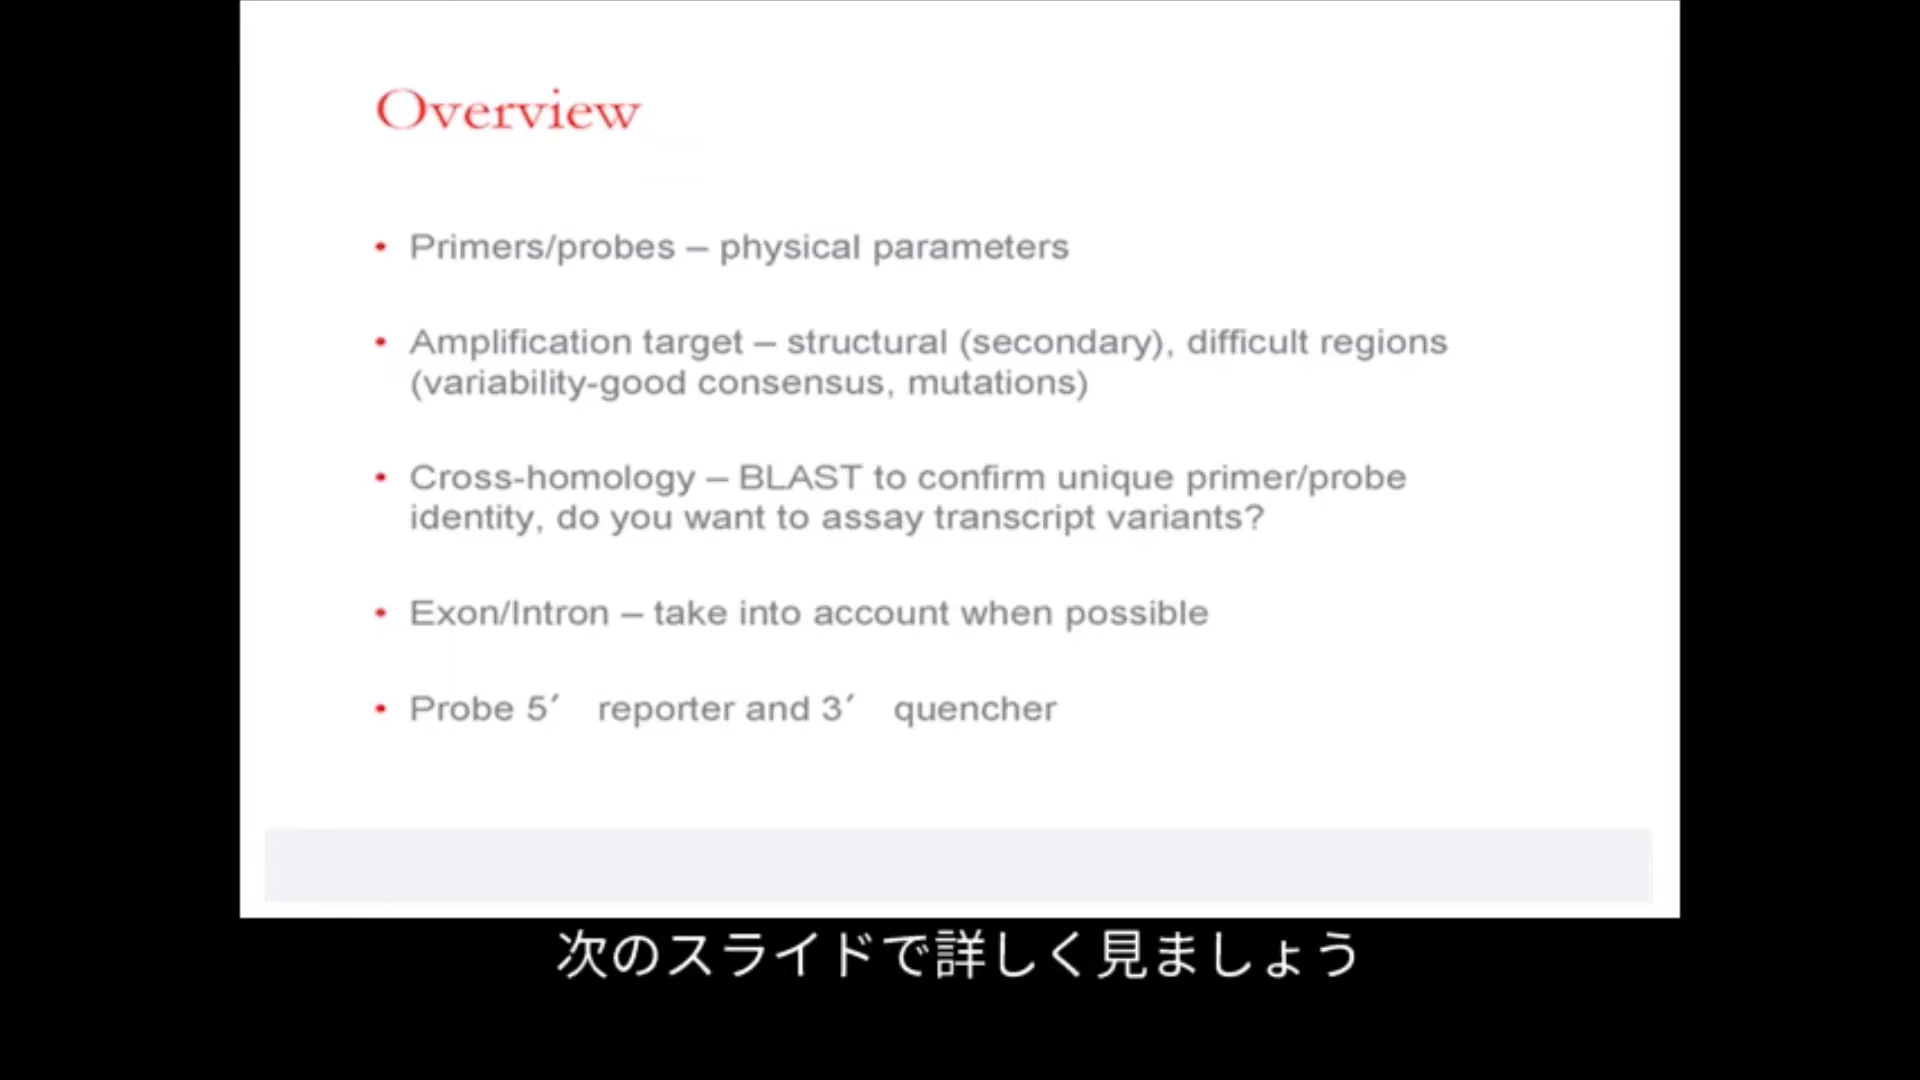 Overview
• Primers/probes – physical parameters
• Amplification target – structural (secondary), difficult regions
(variability-good consensus, mutations)
• Cross-homology – BLAST to confirm unique primer/probe
identity, do you want to assay transcript variants?
• Exon/Intron – take into account when possible
• Probe 5′ reporter and 3′ quencher
次のスライドで詳しく見ましょう